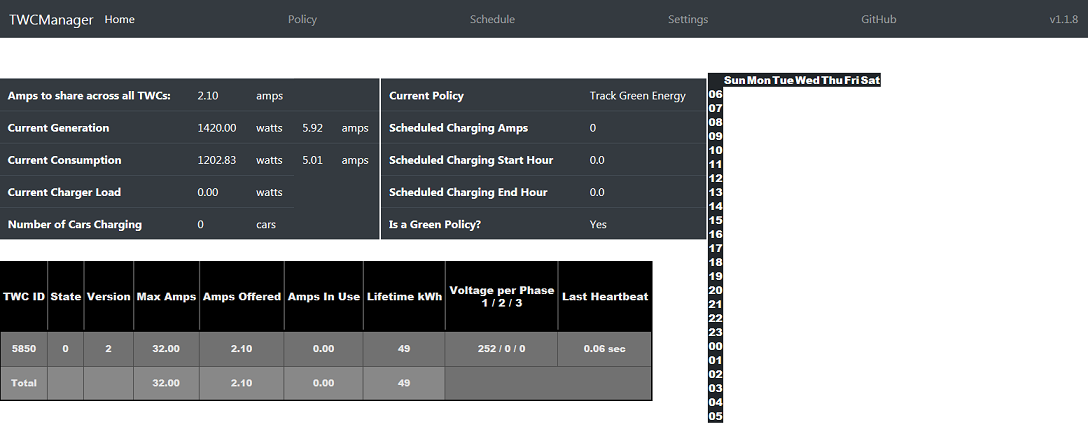 TWCManager Home Policy Schedule Settings GitHub v1.1.8
Amps to share across all TWCs: 2.10 amps
Current Generation 1420.00 watts 5.92 amps
Current Consumption 1202.83 watts 5.01 amps
Current Charger Load 0.00 watts
Number of Cars Charging 0 cars
Current Policy Track Green Energy
Scheduled Charging Amps 0
Scheduled Charging Start Hour 0.0
Scheduled Charging End Hour 0.0
Is a Green Policy? Yes
Sun Mon Tue Wed Thu Fri Sat
06
07
08
09
10
11
12
13
14
15
16
17
18
19
20
21
22
23
00
01
02
03
04
05
TWC ID State Version Max Amps Amps Offered Amps In Use Lifetime kWh Voltage per Phase Last Heartbeat
1 / 2 / 3
5850 0 2 32.00 2.10 0.00 49 252 / 0 / 0 0.06 sec
Total 32.00 2.10 0.00 49